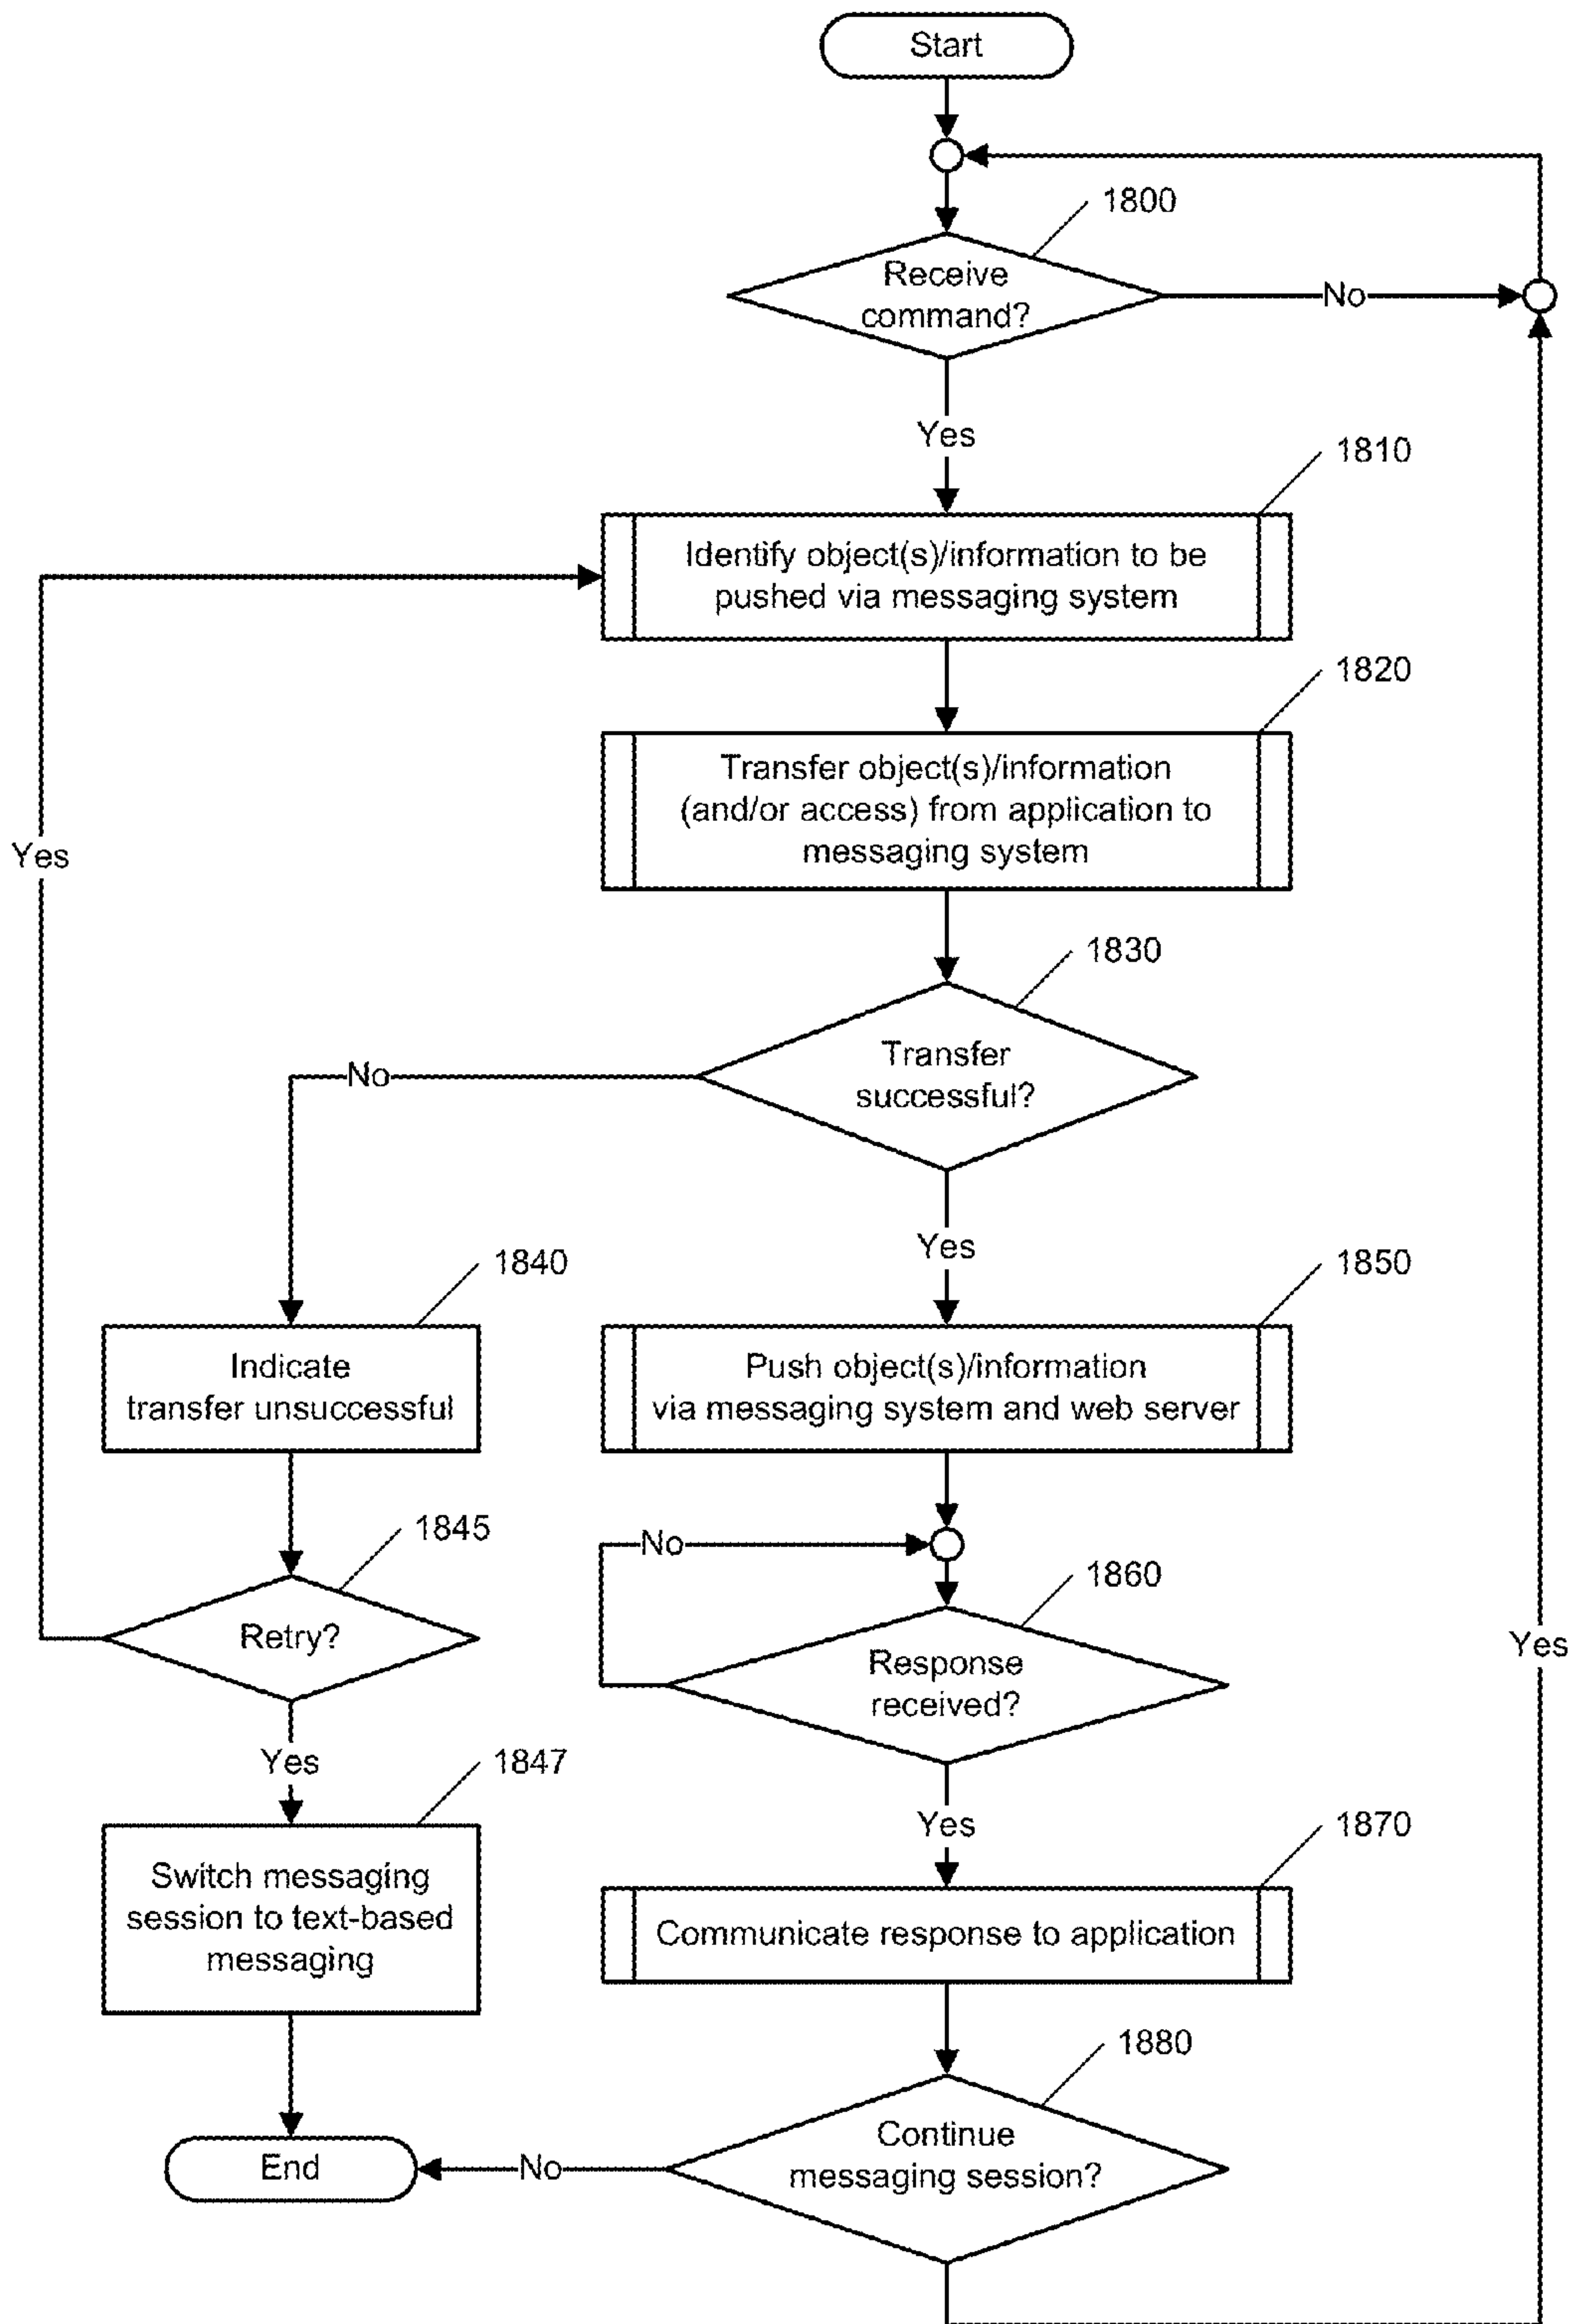 Start
1800
Receive
command?
No
Yes
1810
Identify object(s)/information to be
pushed via messaging system
1820
Transfer object(s)/information
(and/or access) from application to
messaging system
Yes
1830
Transfer
successful?
No
Yes
1840
1850
Indicate
transfer unsuccessful
Push object(s)/information
via messaging system and web server
1845
No
1860
Retry?
Response
received?
Yes
Yes
1847
Yes
1870
Switch messaging
session to text-based
messaging
Communicate response to application
1880
Continue
messaging session?
End
No